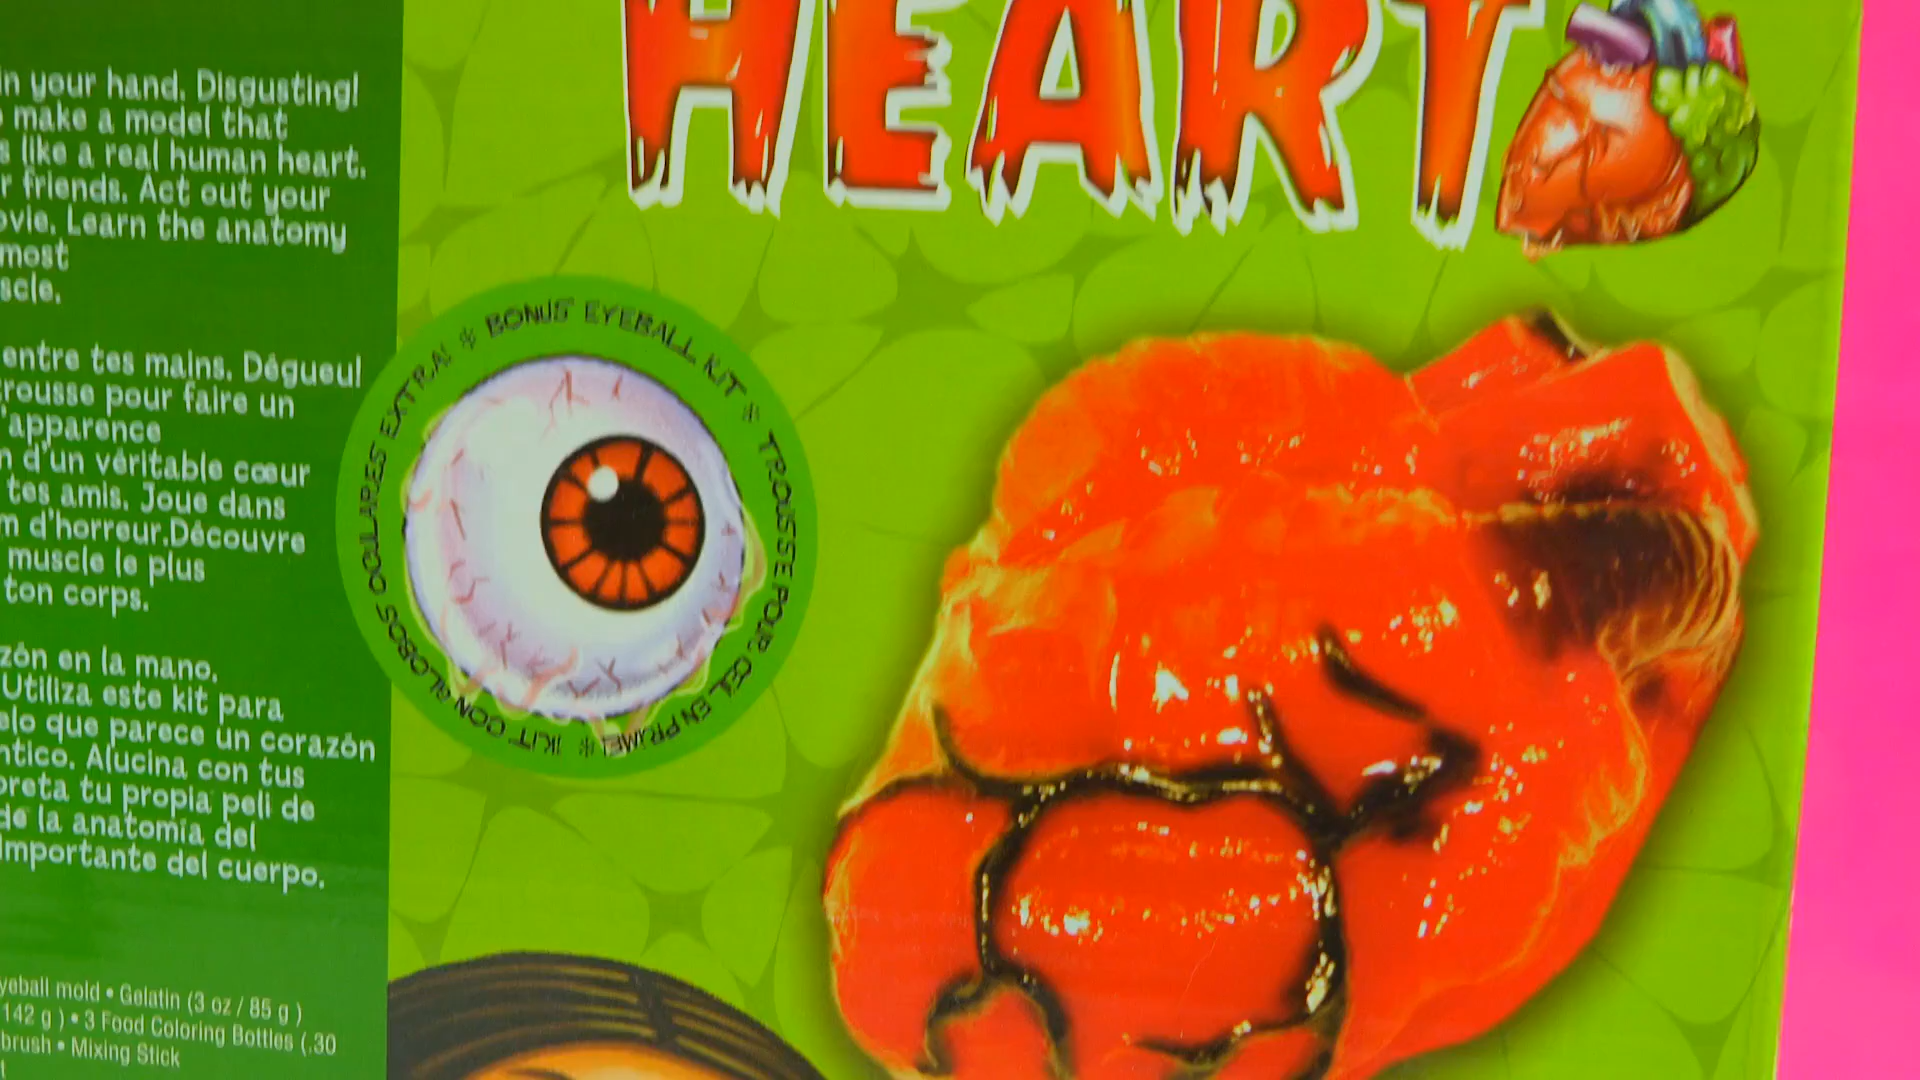 HEART
in your hand. Disgusting!
make a model that
s like a real human heart.
r friends. Act out your
ovie. Learn the anatomy
most
scle.
entre tes mains. Dégueu!
trousse pour faire un
l'apparence
n d'un véritable cœur
tes amis. Joue dans
m d'horreur.Découvre
muscle le plus
ton corps.
zón en la mano.
Utiliza este kit para
elo que parece un corazón
ntico. Alucina con tus
preta tu propia peli de
de la anatomía del
importante del cuerpo.
yeball mold • Gelatin (3 oz / 85 g )
142 g ) • 3 Food Coloring Bottles (.30
brush • Mixing Stick
* BONUS EYEBALL KIT * TROUSSE POUR ŒIL EN PRIME! * ¡KIT CON GLOBOS OCULARES EXTRA!